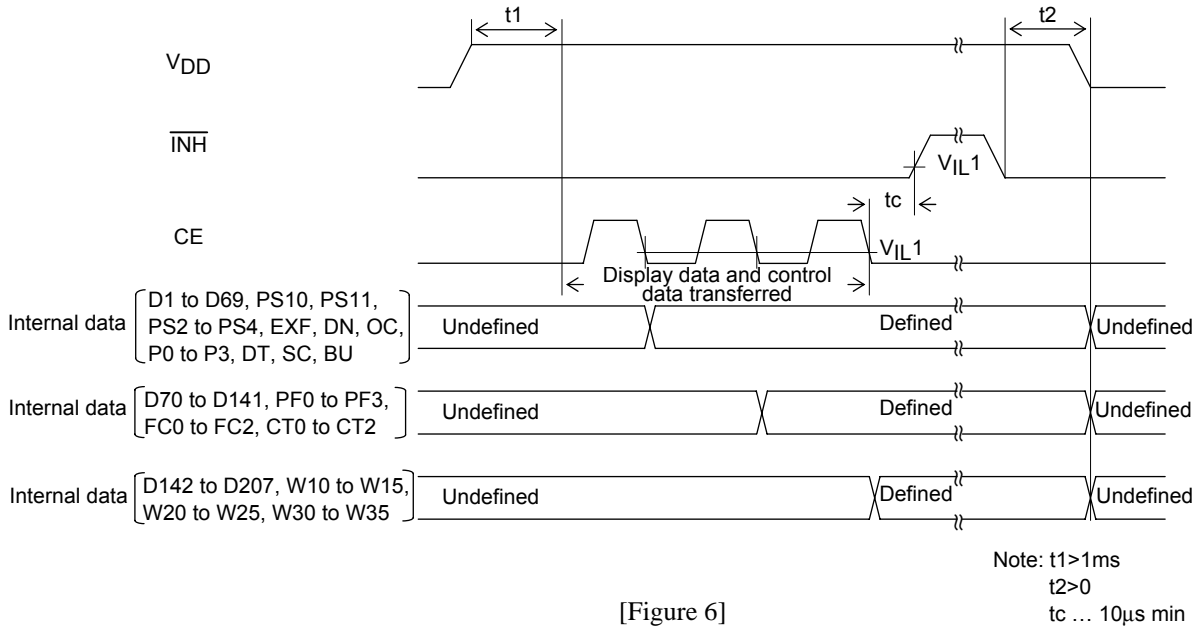 t1
t2
VDD
INH
VIL1
tc
CE
VIL1
Display data and control
data transferred
Internal data
D1 to D69, PS10, PS11,
PS2 to PS4, EXF, DN, OC,
P0 to P3, DT, SC, BU
Undefined
Defined
Undefined
Internal data
D70 to D141, PF0 to PF3,
FC0 to FC2, CT0 to CT2
Undefined
Defined
Undefined
Internal data
D142 to D207, W10 to W15,
W20 to W25, W30 to W35
Undefined
Defined
Undefined
Note: t1>1ms
t2>0
tc … 10μs min
[Figure 6]